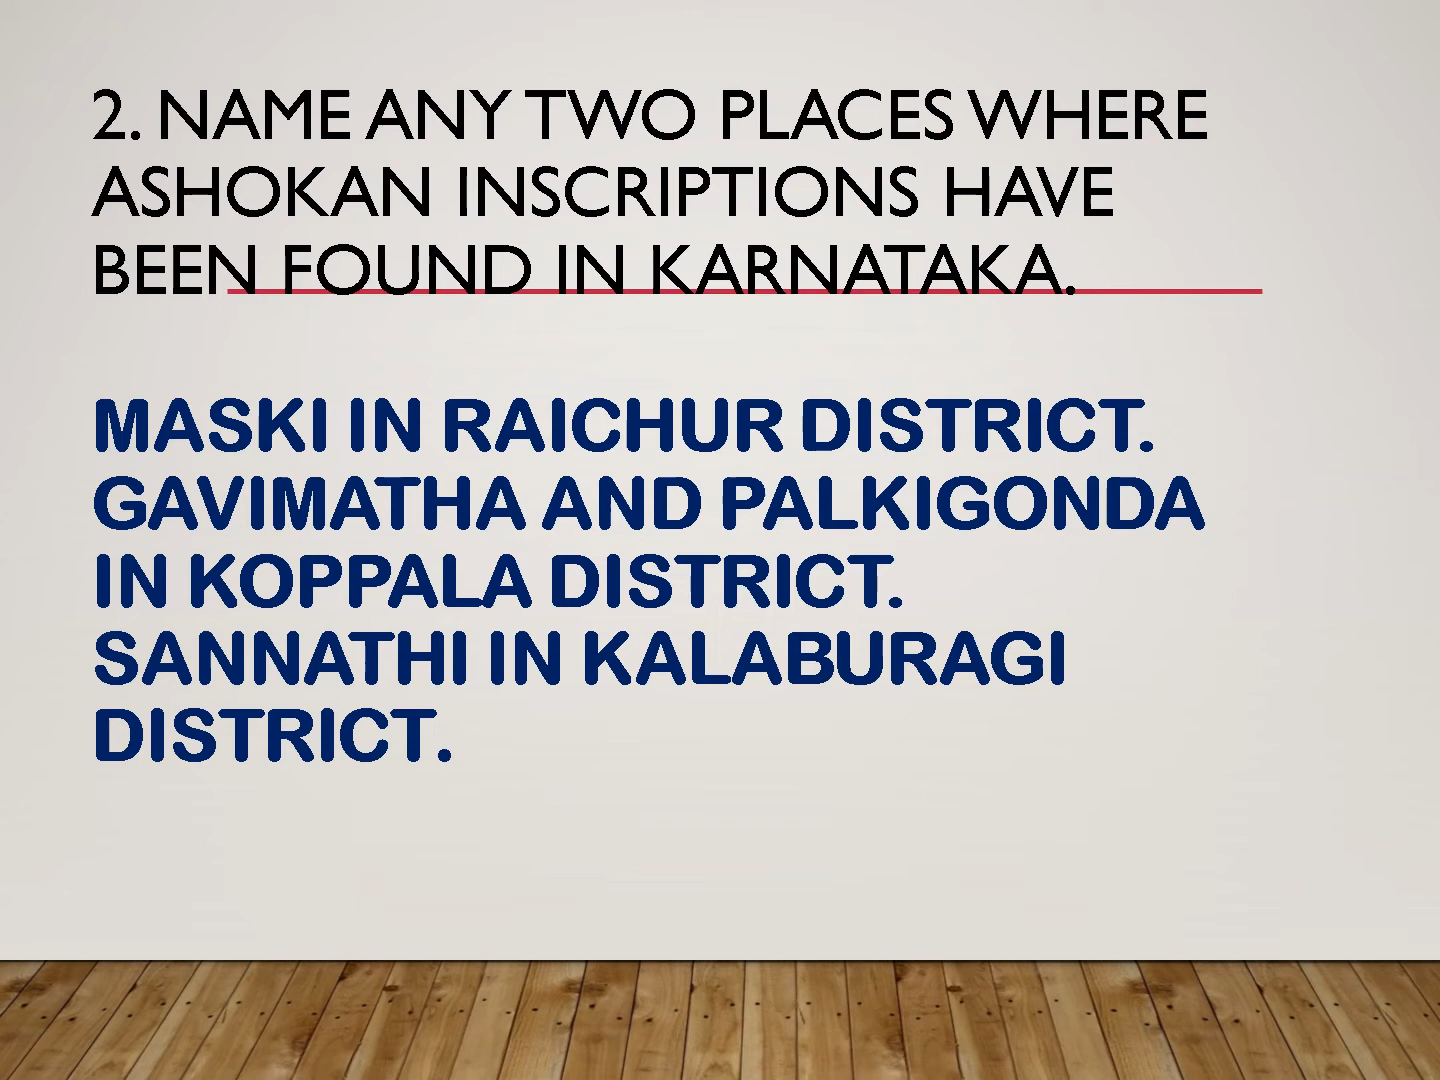 2. NAME ANY TWO PLACES WHERE
ASHOKAN INSCRIPTIONS HAVE
BEEN FOUND IN KARNATAKA.
MASKI IN RAICHUR DISTRICT.
GAVIMATHA AND PALKIGONDA
IN KOPPALA DISTRICT.
SANNATHI IN KALABURAGI
DISTRICT.